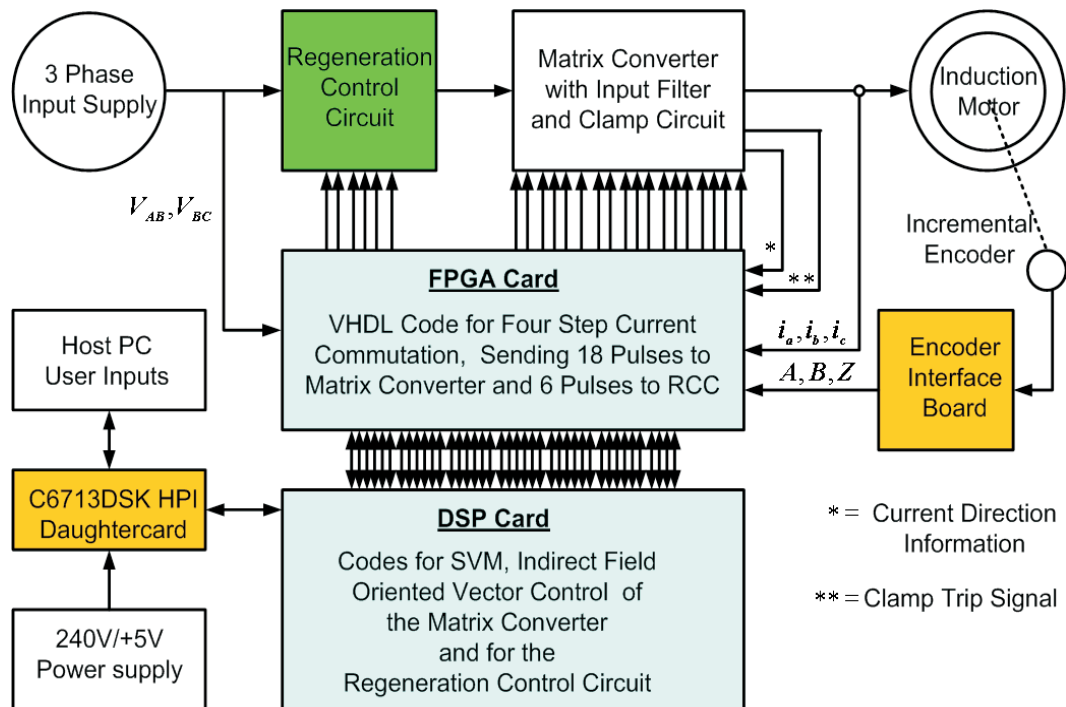 3 Phase
Input Supply
Regeneration
Control
Circuit
Matrix Converter
with Input Filter
and Clamp Circuit
Induction
Motor
V_AB, V_BC
*
**
Incremental
Encoder
FPGA Card
VHDL Code for Four Step Current
Commutation, Sending 18 Pulses to
Matrix Converter and 6 Pulses to RCC
i_a, i_b, i_c
A, B, Z
Encoder
Interface
Board
Host PC
User Inputs
C6713DSK HPI
Daughtercard
240V/+5V
Power supply
DSP Card
Codes for SVM, Indirect Field
Oriented Vector Control of
the Matrix Converter
and for the
Regeneration Control Circuit
* = Current Direction
Information
** = Clamp Trip Signal